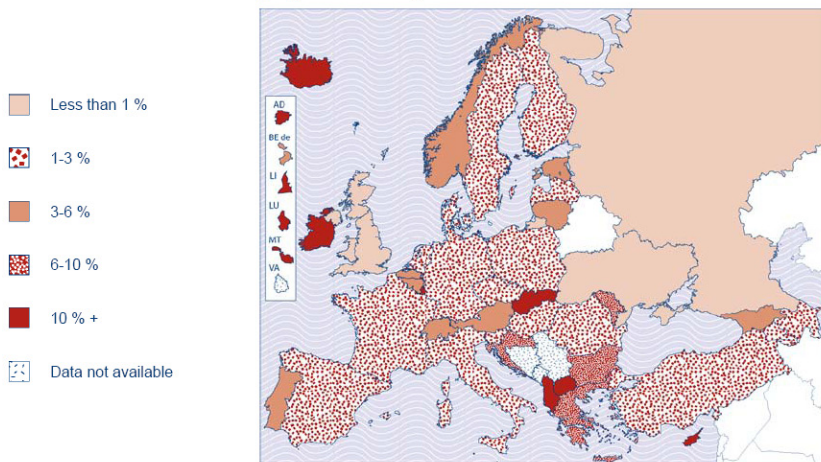 Less than 1 %
1-3 %
3-6 %
6-10 %
10 % +
Data not available
AD
BE de
LI
LU
MT
VA